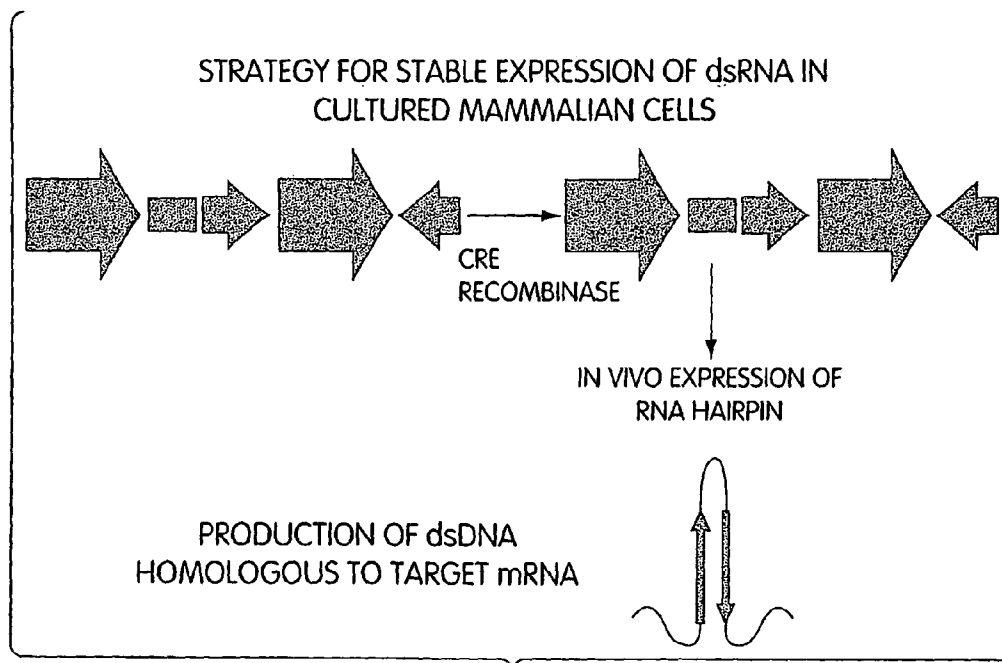 STRATEGY FOR STABLE EXPRESSION OF dsRNA IN
CULTURED MAMMALIAN CELLS
CRE
RECOMBINASE
IN VIVO EXPRESSION OF
RNA HAIRPIN
PRODUCTION OF dsDNA
HOMOLOGOUS TO TARGET mRNA